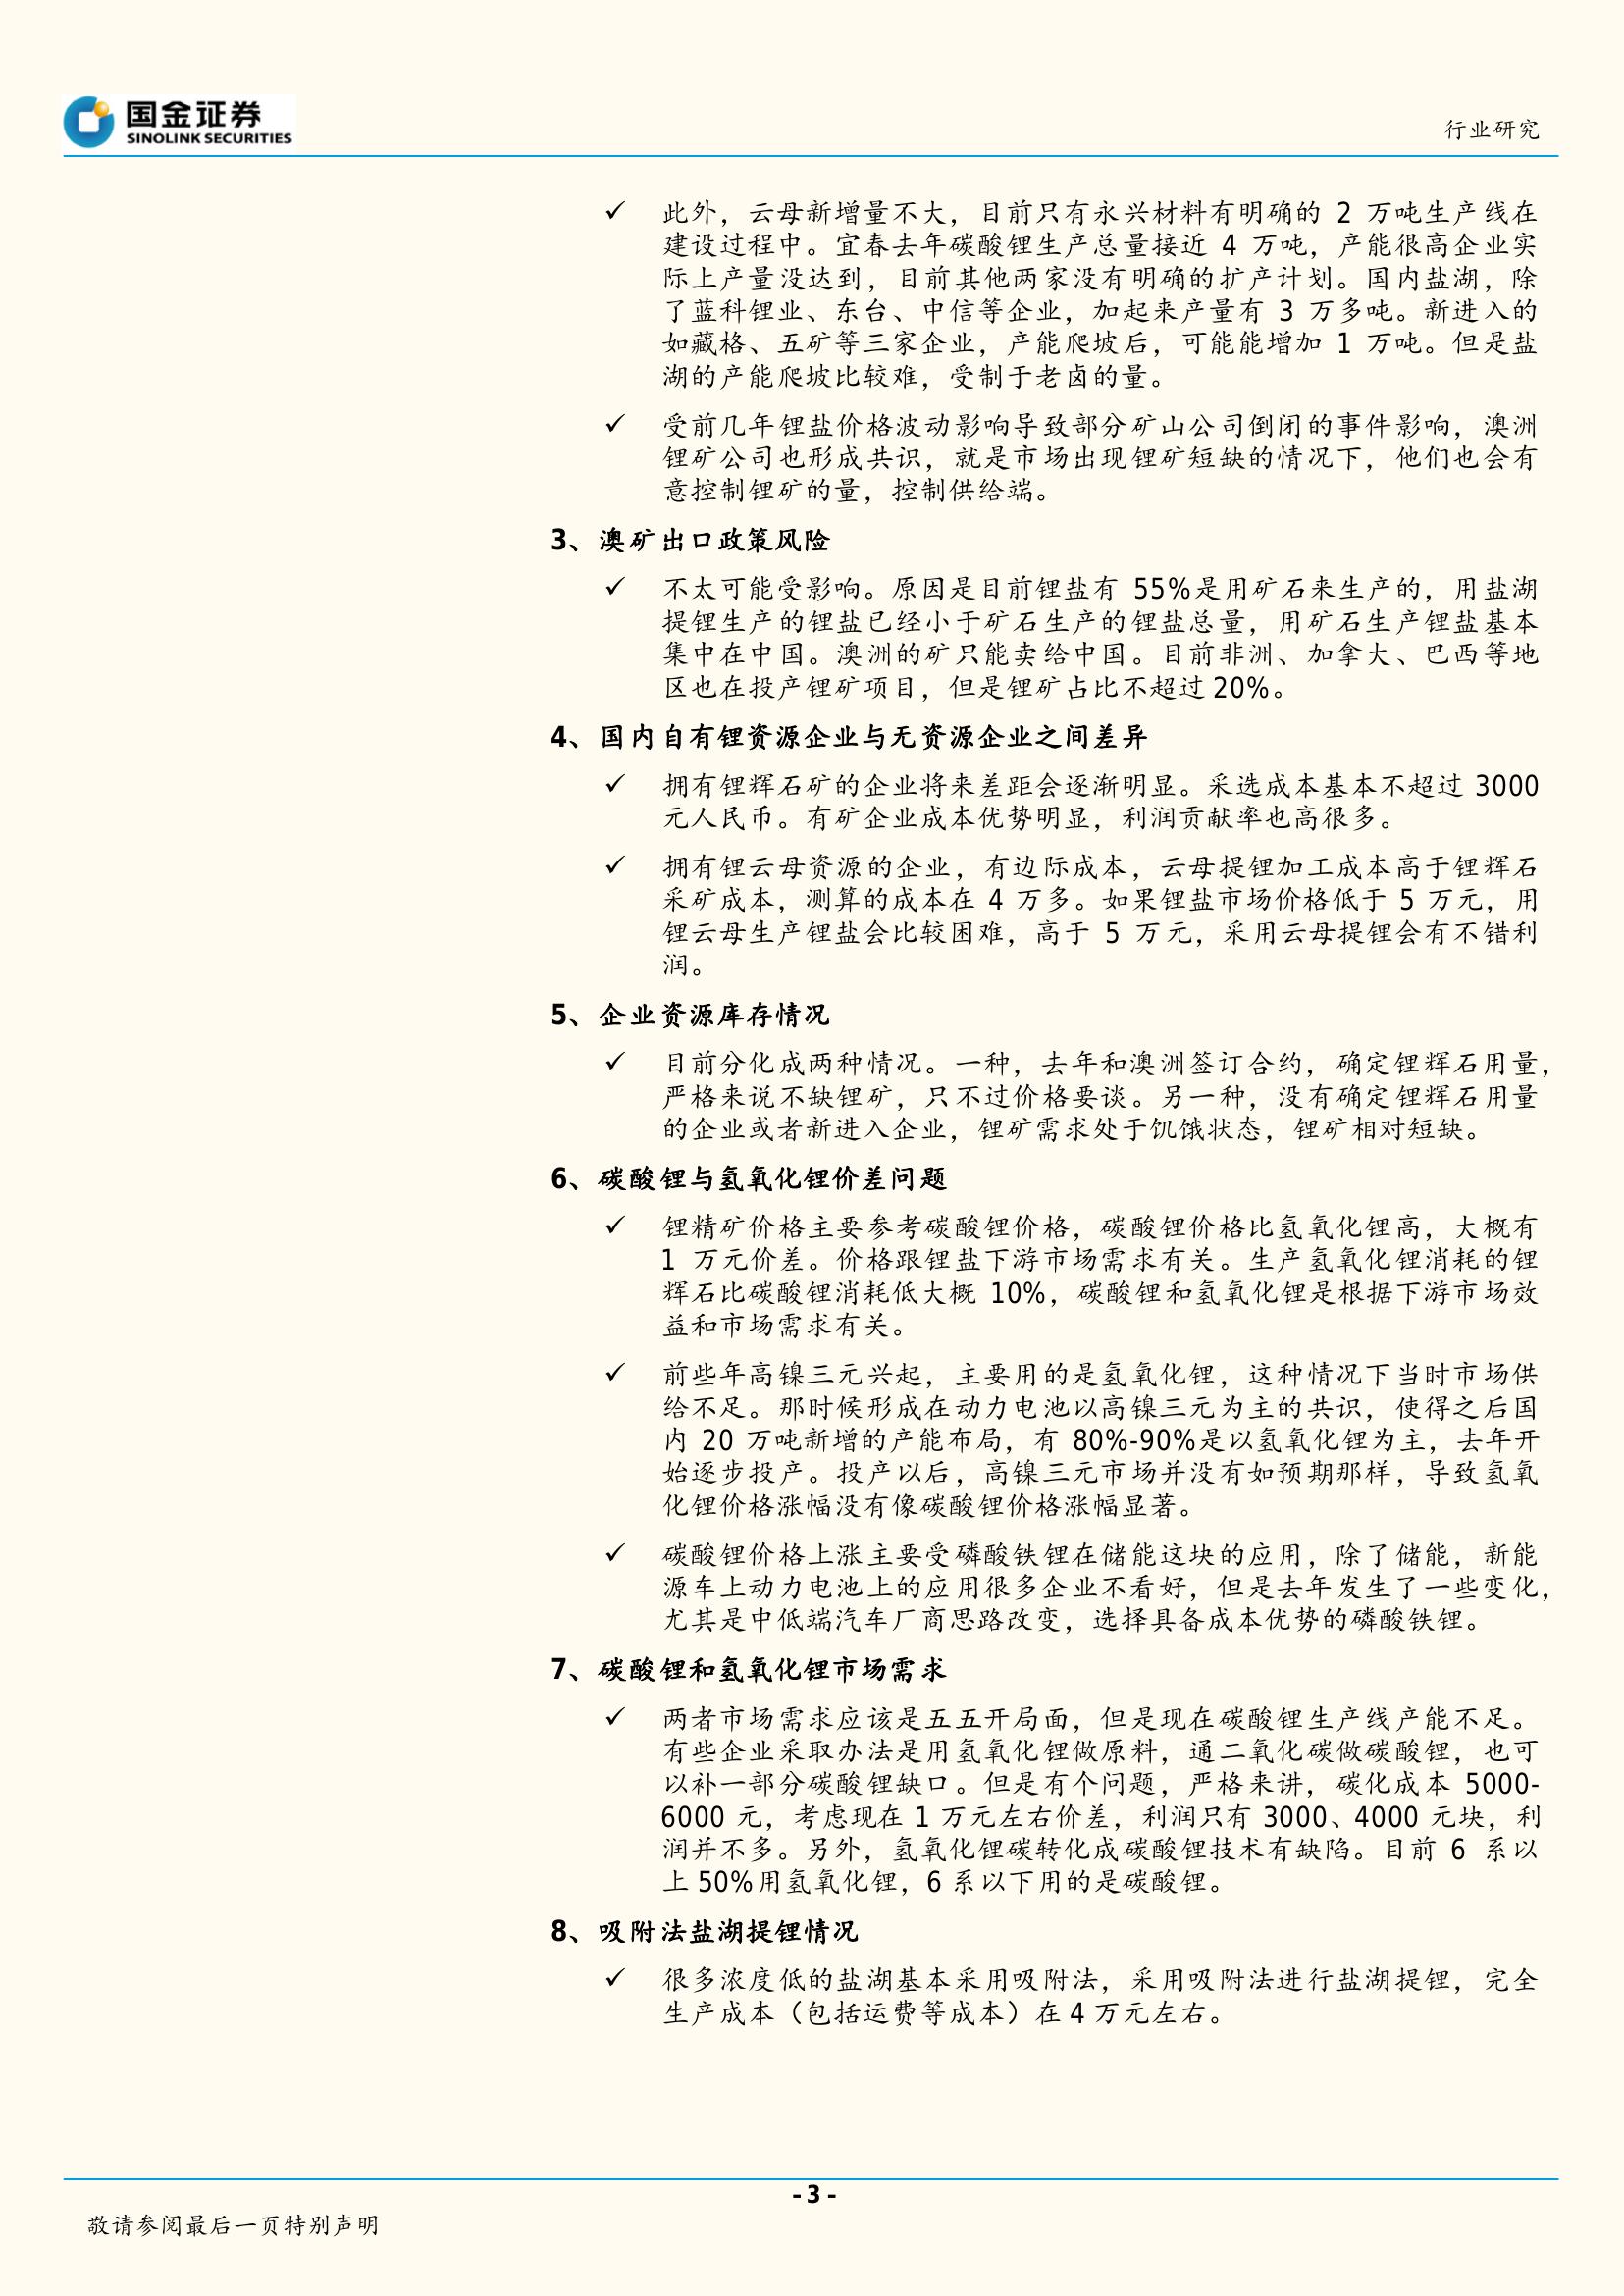 国金证券
SINOLINK SECURITIES
行业研究
✓ 此外，云母新增量不大，目前只有永兴材料有明确的 2 万吨生产线在
建设过程中。宜春去年碳酸锂生产总量接近 4 万吨，产能很高企业实
际上产量没达到，目前其他两家没有明确的扩产计划。国内盐湖，除
了蓝科锂业、东台、中信等企业，加起来产量有 3 万多吨。新进入的
如藏格、五矿等三家企业，产能爬坡后，可能能增加 1 万吨。但是盐
湖的产能爬坡比较难，受制于老卤的量。
✓ 受前几年锂盐价格波动影响导致部分矿山公司倒闭的事件影响，澳洲
锂矿公司也形成共识，就是市场出现锂矿短缺的情况下，他们也会有
意控制锂矿的量，控制供给端。
3、澳矿出口政策风险
✓ 不太可能受影响。原因是目前锂盐有 55%是用矿石来生产的，用盐湖
提锂生产的锂盐已经小于矿石生产的锂盐总量，用矿石生产锂盐基本
集中在中国。澳洲的矿只能卖给中国。目前非洲、加拿大、巴西等地
区也在投产锂矿项目，但是锂矿占比不超过 20%。
4、国内自有锂资源企业与无资源企业之间差异
✓ 拥有锂辉石矿的企业将来差距会逐渐明显。采选成本基本不超过 3000
元人民币。有矿企业成本优势明显，利润贡献率也高很多。
✓ 拥有锂云母资源的企业，有边际成本，云母提锂加工成本高于锂辉石
采矿成本，测算的成本在 4 万多。如果锂盐市场价格低于 5 万元，用
锂云母生产锂盐会比较困难，高于 5 万元，采用云母提锂会有不错利
润。
5、企业资源库存情况
✓ 目前分化成两种情况。一种，去年和澳洲签订合约，确定锂辉石用量，
严格来说不缺锂矿，只不过价格要谈。另一种，没有确定锂辉石用量
的企业或者新进入企业，锂矿需求处于饥饿状态，锂矿相对短缺。
6、碳酸锂与氢氧化锂价差问题
✓ 锂精矿价格主要参考碳酸锂价格，碳酸锂价格比氢氧化锂高，大概有
1 万元价差。价格跟锂盐下游市场需求有关。生产氢氧化锂消耗的锂
辉石比碳酸锂消耗低大概 10%，碳酸锂和氢氧化锂是根据下游市场效
益和市场需求有关。
✓ 前些年高镍三元兴起，主要用的是氢氧化锂，这种情况下当时市场供
给不足。那时候形成在动力电池以高镍三元为主的共识，使得之后国
内 20 万吨新增的产能布局，有 80%-90%是以氢氧化锂为主，去年开
始逐步投产。投产以后，高镍三元市场并没有如预期那样，导致氢氧
化锂价格涨幅没有像碳酸锂价格涨幅显著。
✓ 碳酸锂价格上涨主要受磷酸铁锂在储能这块的应用，除了储能，新能
源车上动力电池上的应用很多企业不看好，但是去年发生了一些变化，
尤其是中低端汽车厂商思路改变，选择具备成本优势的磷酸铁锂。
7、碳酸锂和氢氧化锂市场需求
✓ 两者市场需求应该是五五开局面，但是现在碳酸锂生产线产能不足。
有些企业采取办法是用氢氧化锂做原料，通二氧化碳做碳酸锂，也可
以补一部分碳酸锂缺口。但是有个问题，严格来讲，碳化成本 5000-
6000 元，考虑现在 1 万元左右价差，利润只有 3000、4000 元块，利
润并不多。另外，氢氧化锂碳转化成碳酸锂技术有缺陷。目前 6 系以
上 50%用氢氧化锂，6 系以下用的是碳酸锂。
8、吸附法盐湖提锂情况
✓ 很多浓度低的盐湖基本采用吸附法，采用吸附法进行盐湖提锂，完全
生产成本（包括运费等成本）在 4 万元左右。
- 3 -
敬请参阅最后一页特别声明